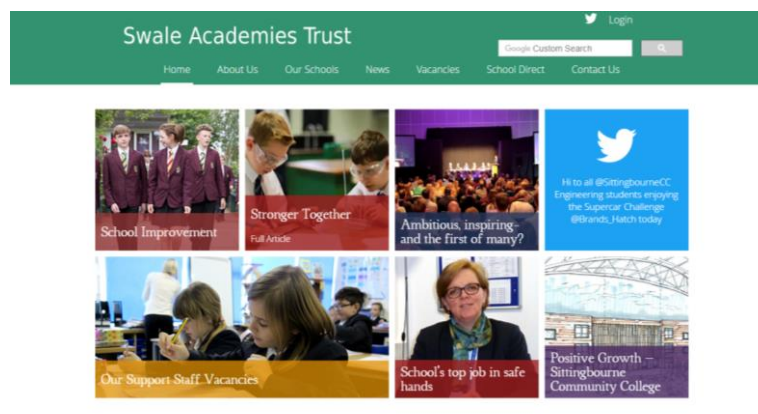 Login
Swale Academies Trust
Google Custom Search
Home About Us Our Schools News Vacancies School Direct Contact Us
School Improvement
Stronger Together
Full Article
Ambitious, inspiring-
and the first of many?
Hi to all @SittingbourneCC
Engineering students enjoying
the Supercar Challenge
@Brands_Hatch today
Our Support Staff Vacancies
School's top job in safe
hands
Positive Growth –
Sittingbourne
Community College